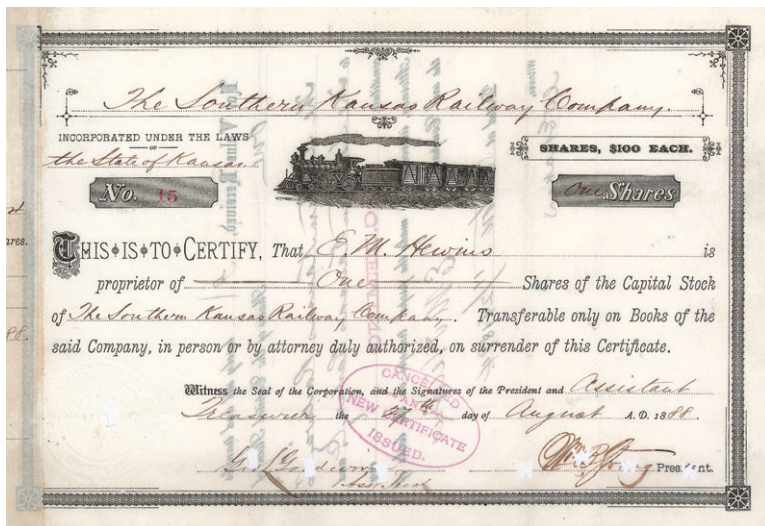 The Southern Kansas Railway Company.
INCORPORATED UNDER THE LAWS
OF
the State of Kansas
SHARES, $100 EACH.
No. 15
One Shares
THIS IS TO CERTIFY, That E. M. Hewins is
proprietor of One Shares of the Capital Stock
of The Southern Kansas Railway Company. Transferable only on Books of the
said Company, in person or by attorney duly authorized, on surrender of this Certificate.
Witness the Seal of the Corporation, and the Signatures of the President and Assistant
Treasurer the 27th day of August A. D. 1888.
CANCELLED
NEW CERTIFICATE
ISSUED.
President.